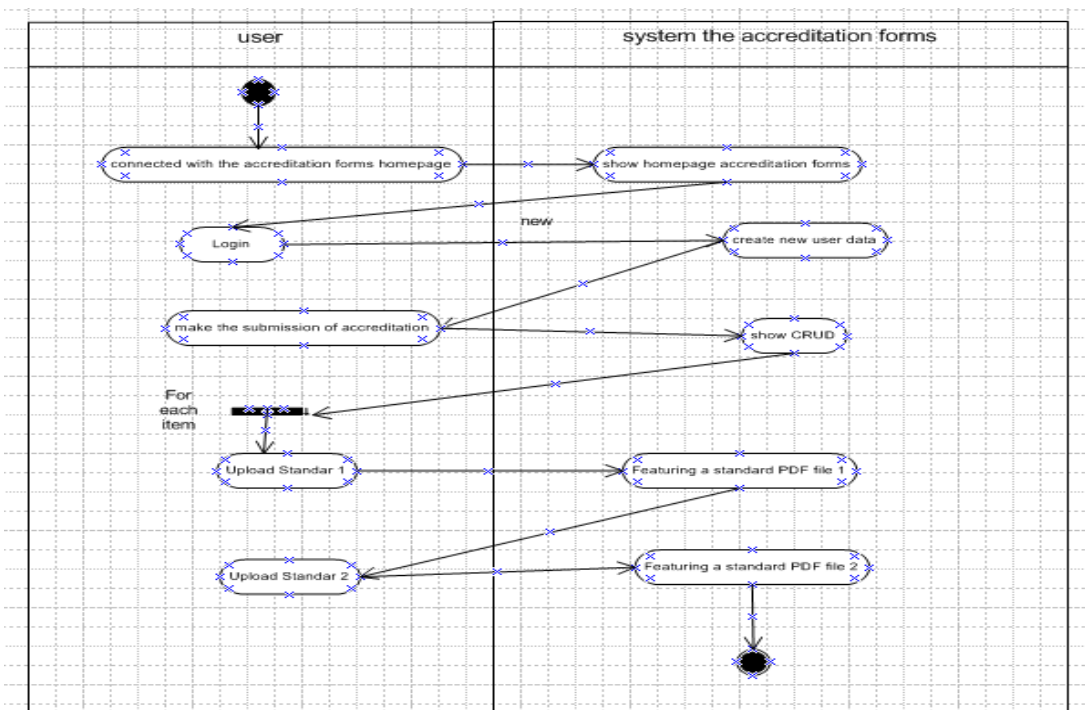 user
system the accreditation forms
connected with the accreditation forms homepage
show homepage accreditation forms
new
Login
create new user data
make the submission of accreditation
show CRUD
For
each
item
Upload Standar 1
Featuring a standard PDF file 1
Upload Standar 2
Featuring a standard PDF file 2